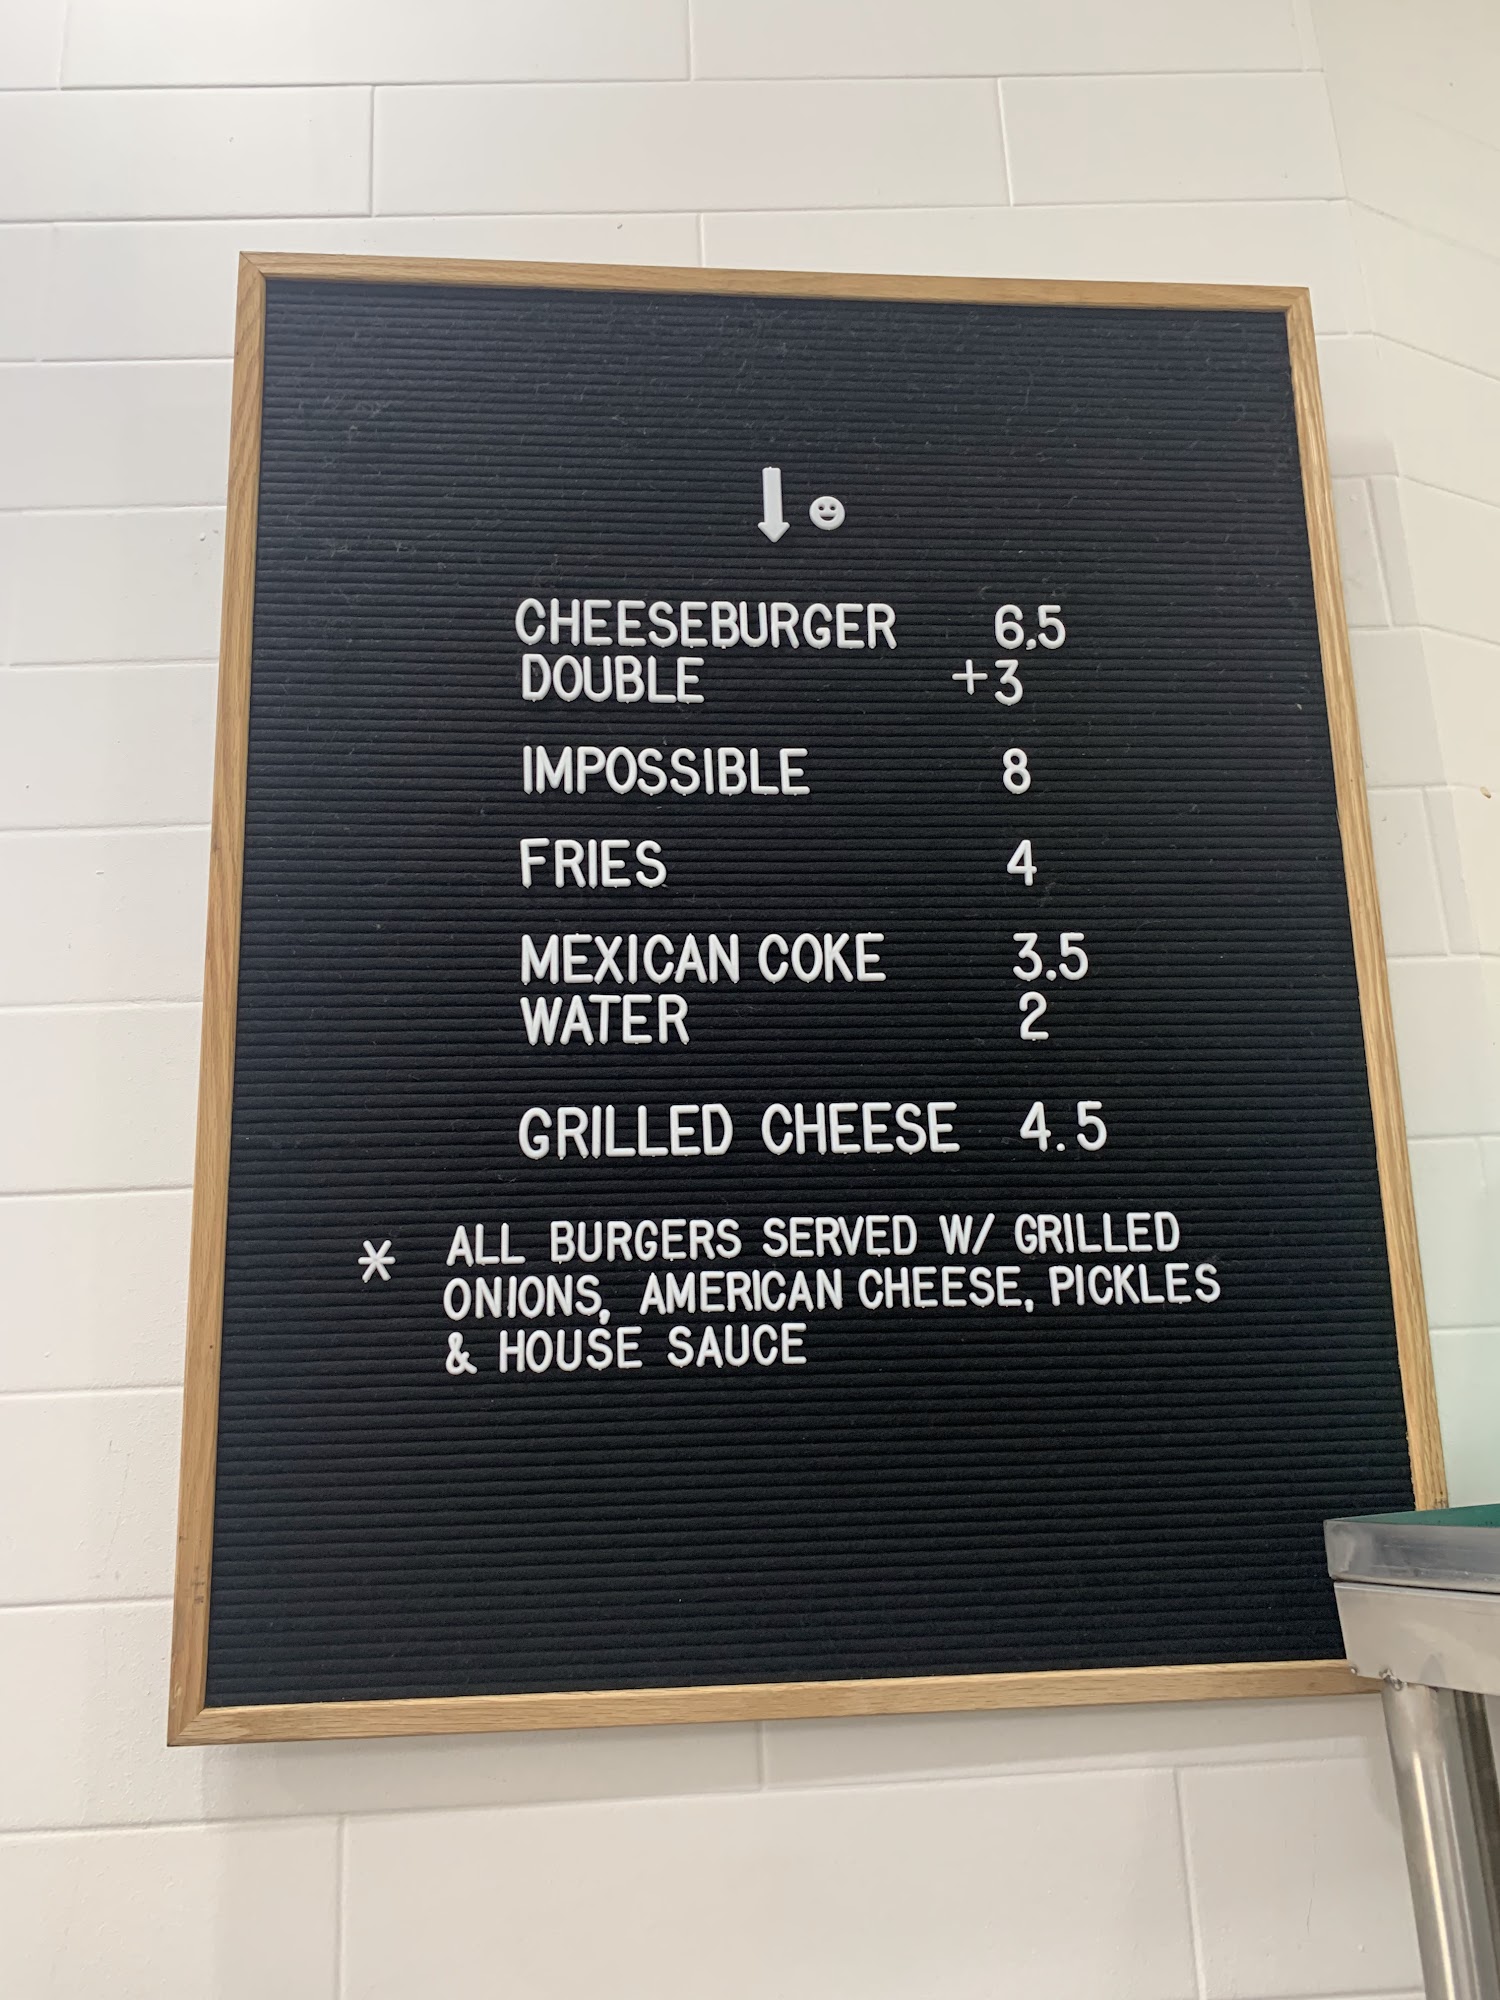 CHEESEBURGER 6.5
DOUBLE +3
IMPOSSIBLE 8
FRIES 4
MEXICAN COKE 3.5
WATER 2
GRILLED CHEESE 4.5
* ALL BURGERS SERVED W/ GRILLED
ONIONS, AMERICAN CHEESE, PICKLES
& HOUSE SAUCE